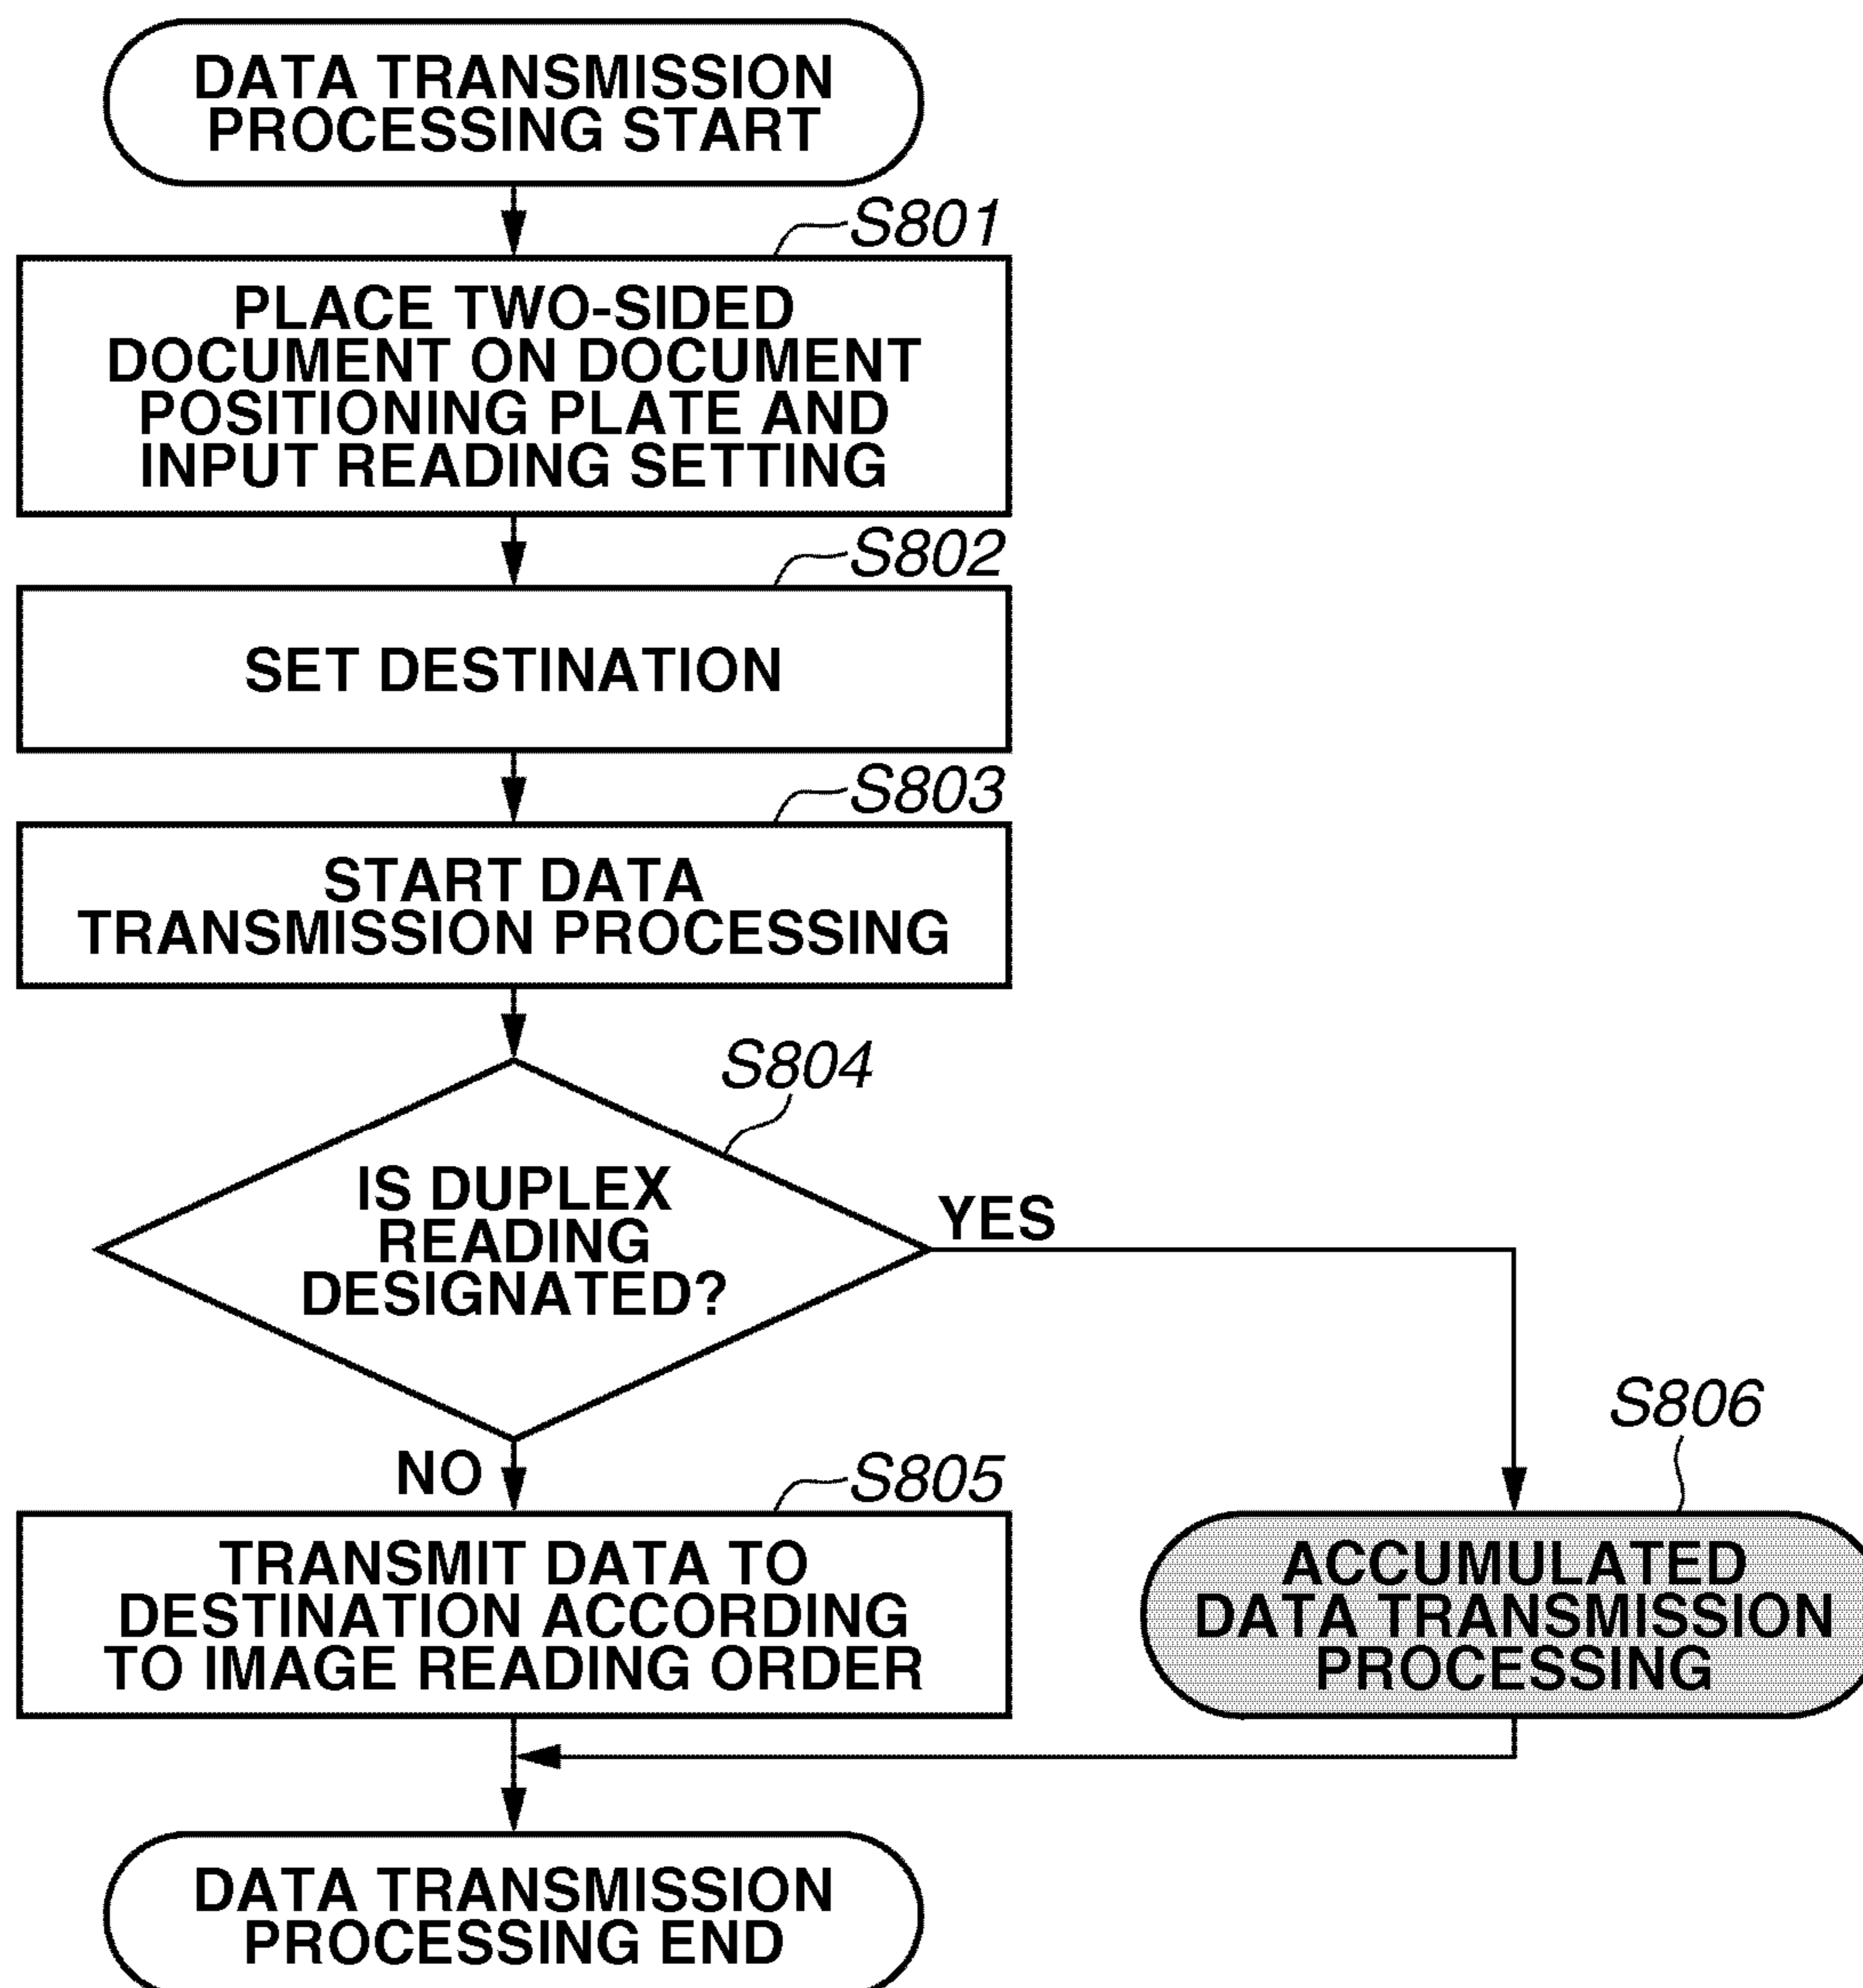 DATA TRANSMISSION
PROCESSING START
S801
PLACE TWO-SIDED
DOCUMENT ON DOCUMENT
POSITIONING PLATE AND
INPUT READING SETTING
S802
SET DESTINATION
S803
START DATA
TRANSMISSION PROCESSING
S804
IS DUPLEX
READING
DESIGNATED?
YES
NO
S805
TRANSMIT DATA TO
DESTINATION ACCORDING
TO IMAGE READING ORDER
S806
ACCUMULATED
DATA TRANSMISSION
PROCESSING
DATA TRANSMISSION
PROCESSING END